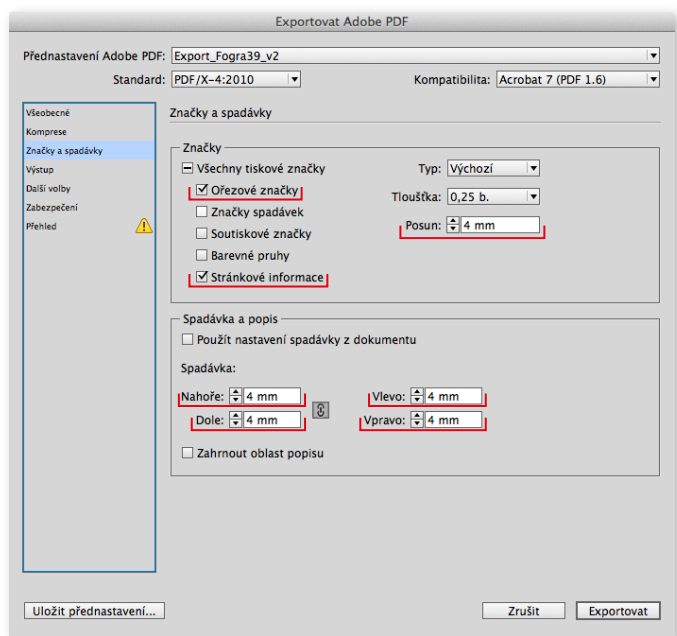 Exportovat Adobe PDF
Přednastavení Adobe PDF: Export_Fogra39_v2
Standard: PDF/X-4:2010 Kompatibilita: Acrobat 7 (PDF 1.6)
Všeobecné
Komprese
Značky a spadávky
Výstup
Další volby
Zabezpečení
Přehled
Značky a spadávky
Značky
Všechny tiskové značky Typ: Výchozí
Ořezové značky Tloušťka: 0,25 b.
Značky spadávek Posun: 4 mm
Soutiskové značky
Barevné pruhy
Stránkové informace
Spadávka a popis
Použít nastavení spadávky z dokumentu
Spadávka:
Nahoře: 4 mm Vlevo: 4 mm
Dole: 4 mm Vpravo: 4 mm
Zahrnout oblast popisu
Uložit přednastavení... Zrušit Exportovat